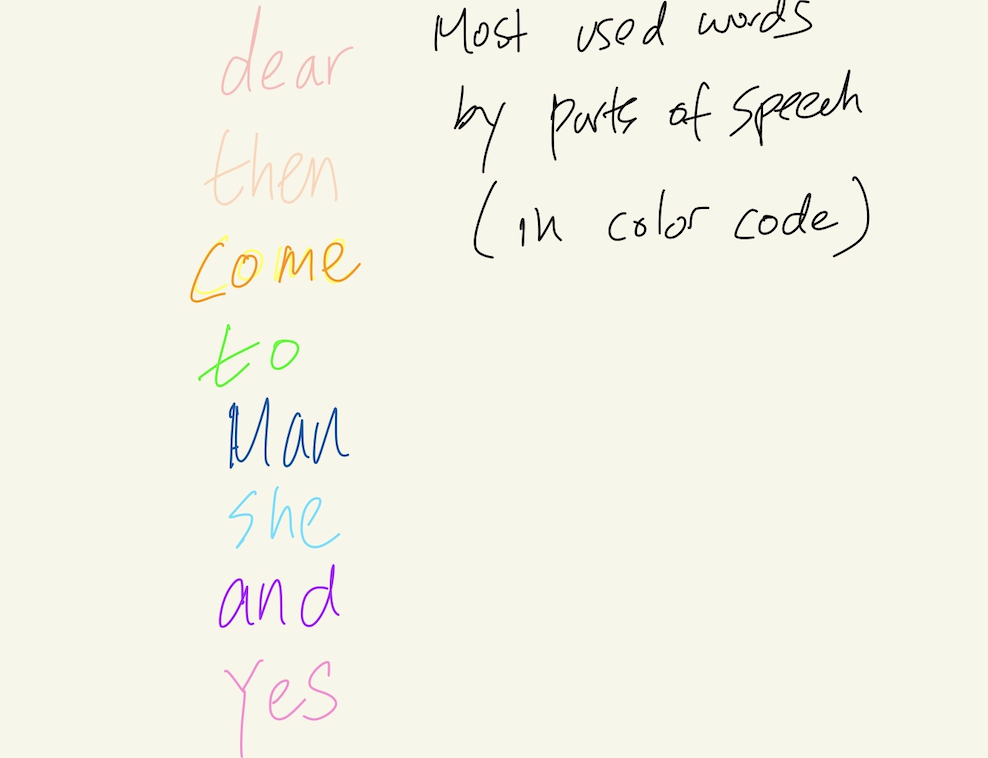 dear
then
come
to
Man
she
and
Yes
Most used words
by parts of speech
(in color code)